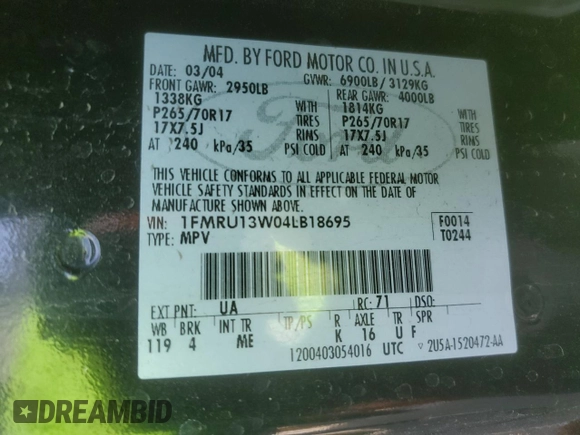 MFD. BY FORD MOTOR CO. IN U.S.A.
DATE: 03/04 GVWR: 6900LB/ 3129KG
FRONT GAWR: 2950LB REAR GAWR: 4000LB
1338KG WITH 1814KG WITH
P265/70R17 TIRES P265/70R17 TIRES
17X7.5J RIMS 17X7.5J RIMS
AT 240 kPa/35 PSI COLD AT 240 kPa/35 PSI COLD
THIS VEHICLE CONFORMS TO ALL APPLICABLE FEDERAL MOTOR
VEHICLE SAFETY STANDARDS IN EFFECT ON THE DATE OF
MANUFACTURE SHOWN ABOVE.
VIN: 1FMRU13W04LB18695 F0014
TYPE: MPV T0244
EXT PNT: UA RC: 71 DSO:
WB BRK INT TR TP/PS R AXLE TR SPR
119 4 ME K 16 U F
1200403054016 UTC 2U5A-1520472-AA
Ford
DREAMBID